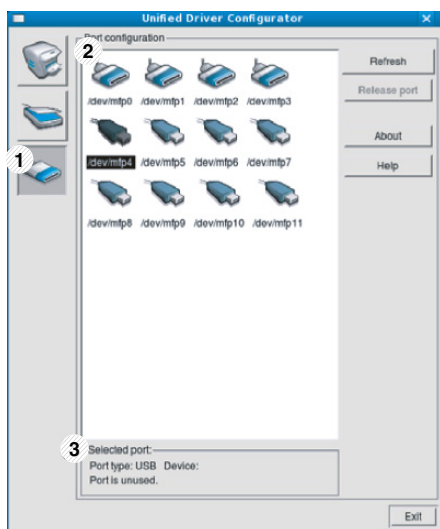 Unified Driver Configurator
2
Port configuration
/dev/mfp0 /dev/mfp1 /dev/mfp2 /dev/mfp3
/dev/mfp4 /dev/mfp5 /dev/mfp6 /dev/mfp7
/dev/mfp8 /dev/mfp9 /dev/mfp10 /dev/mfp11
Refresh
Release port
About
Help
1
3
Selected port:
Port type: USB Device:
Port is unused.
Exit